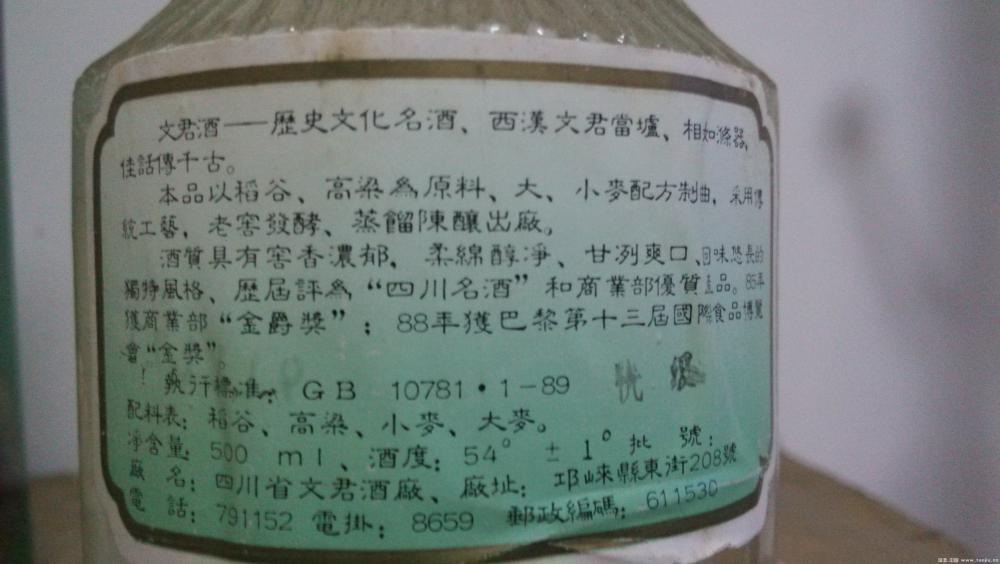 文君酒——歷史文化名酒、西漢文君當壚、相如滌器,
佳話傳千古。
本品以稻谷、高梁為原料、大、小麥配方制曲,采用傳
統工藝,老窖發酵、蒸餾陳釀出廠。
酒質具有窖香濃郁,柔綿醇凈、甘冽爽口,回味悠長的
獨特風格、歷屆評為“四川名酒”和商業部優質產品。85年
獲商業部“金爵獎”;88年獲巴黎第十三屆國際食品博覽
會“金獎”。
執行標准:GB 10781·1-89
配料表:稻谷、高梁、小麥、大麥。
凈含量:500 ml、酒度:54° ±1° 批 號:
廠 名:四川省文君酒廠、廠址:邛崍縣東街208號
電 話:791152 電掛:8659 郵政編碼:611530